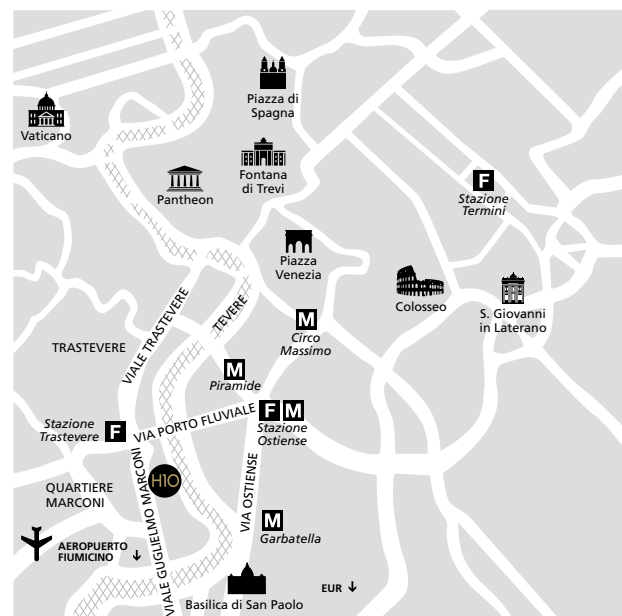 Piazza di
Spagna
Vaticano
Fontana
di Trevi
Pantheon
F
Stazione
Termini
Piazza
Venezia
Colosseo
S. Giovanni
in Laterano
TEVERE
VIALE TRASTEVERE
M
Circo
Massimo
TRASTEVERE
M
Piramide
Stazione
Trastevere
F
VIA PORTO FLUVIALE
F M
Stazione
Ostiense
H10
QUARTIERE
MARCONI
VIALE GUGLIELMO MARCONI
VIA OSTIENSE
M
Garbatella
AEROPUERTO
FIUMICINO
EUR
Basilica di San Paolo